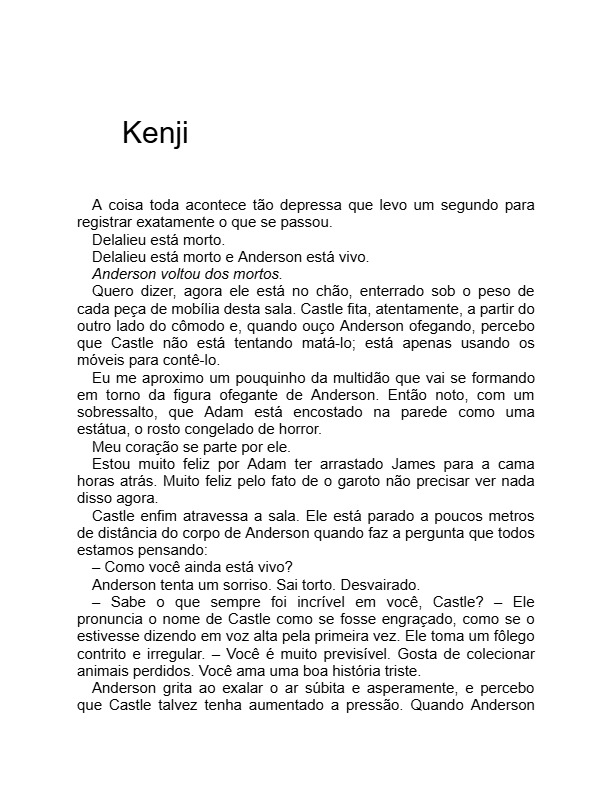 Kenji
A coisa toda acontece tão depressa que levo um segundo para
registrar exatamente o que se passou.
Delalieu está morto.
Delalieu está morto e Anderson está vivo.
Anderson voltou dos mortos.
Quero dizer, agora ele está no chão, enterrado sob o peso de
cada peça de mobília desta sala. Castle fita, atentamente, a partir do
outro lado do cômodo e, quando ouço Anderson ofegando, percebo
que Castle não está tentando matá-lo; está apenas usando os
móveis para contê-lo.
Eu me aproximo um pouquinho da multidão que vai se formando
em torno da figura ofegante de Anderson. Então noto, com um
sobressalto, que Adam está encostado na parede como uma
estátua, o rosto congelado de horror.
Meu coração se parte por ele.
Estou muito feliz por Adam ter arrastado James para a cama
horas atrás. Muito feliz pelo fato de o garoto não precisar ver nada
disso agora.
Castle enfim atravessa a sala. Ele está parado a poucos metros
de distância do corpo de Anderson quando faz a pergunta que todos
estamos pensando:
– Como você ainda está vivo?
Anderson tenta um sorriso. Sai torto. Desvairado.
– Sabe o que sempre foi incrível em você, Castle? – Ele
pronuncia o nome de Castle como se fosse engraçado, como se o
estivesse dizendo em voz alta pela primeira vez. Ele toma um fôlego
contrito e irregular. – Você é muito previsível. Gosta de colecionar
animais perdidos. Você ama uma boa história triste.
Anderson grita ao exalar o ar súbita e asperamente, e percebo
que Castle talvez tenha aumentado a pressão. Quando Anderson